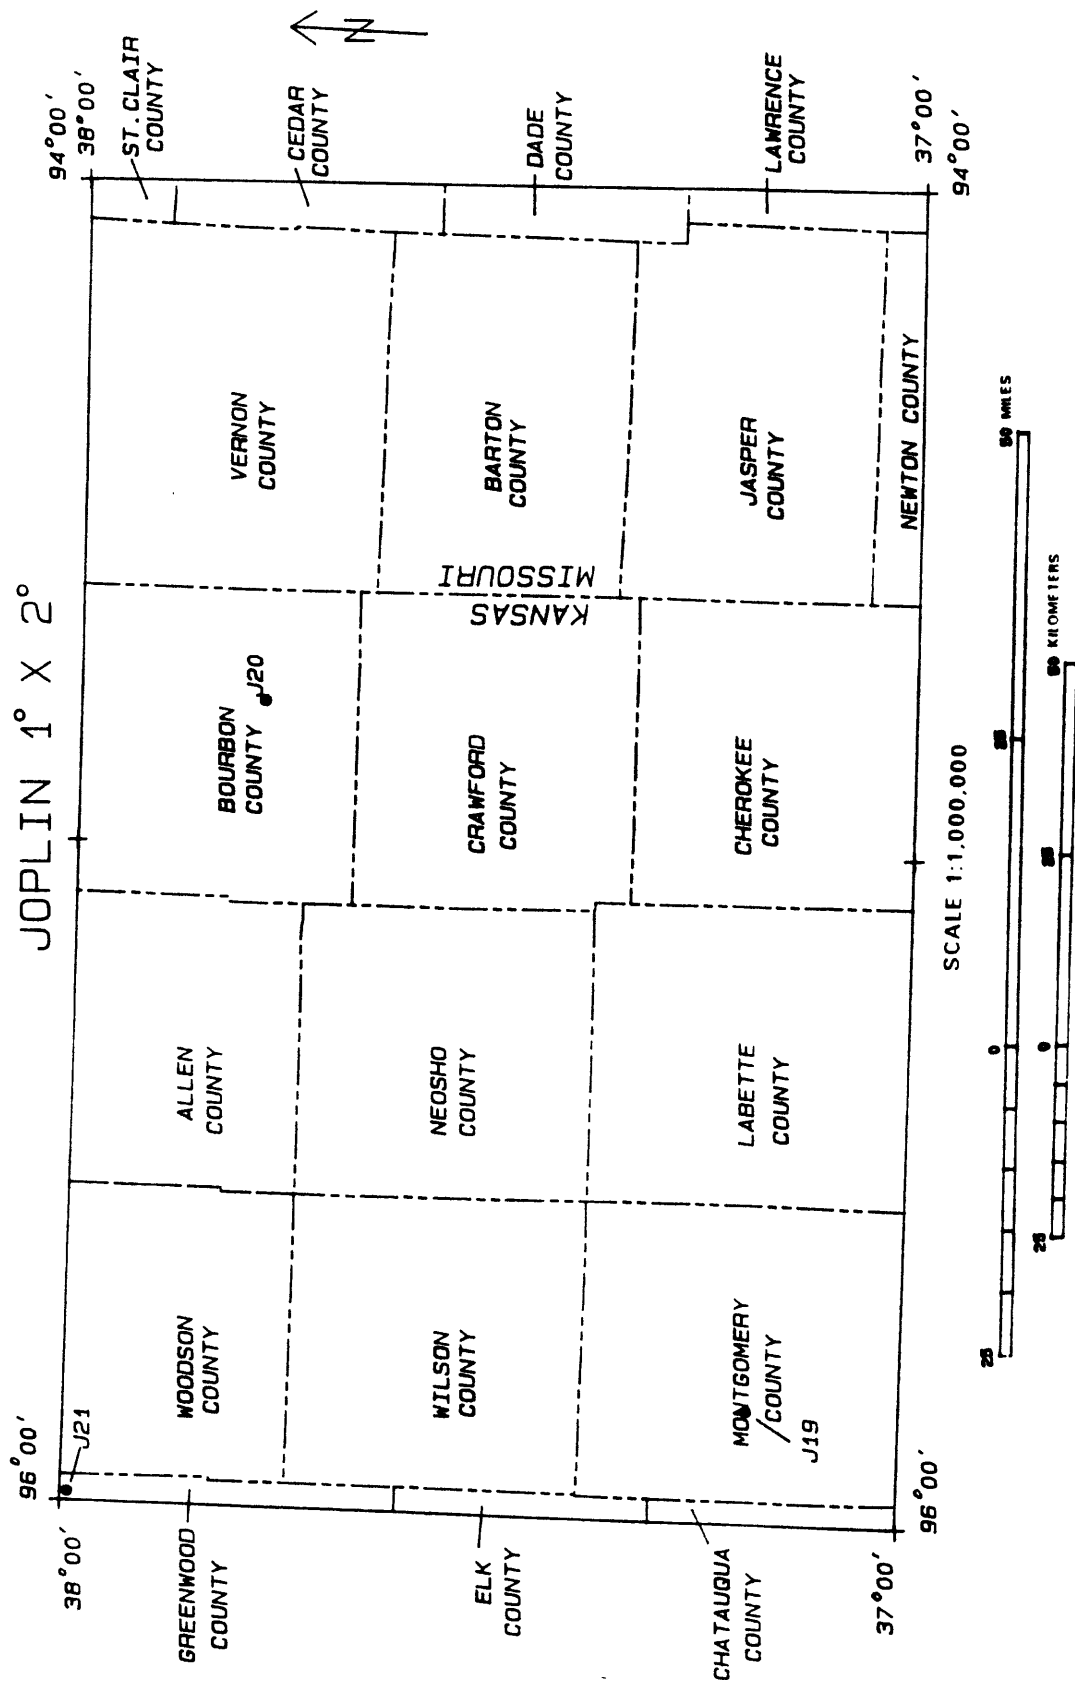 JOPLIN 1° X 2°
96°00'
94°00'
38°00'
38°00'
N
J21
GREENWOOD
COUNTY
WOODSON
COUNTY
ALLEN
COUNTY
BOURBON
COUNTY
J20
VERNON
COUNTY
ST. CLAIR
COUNTY
CEDAR
COUNTY
ELK
COUNTY
WILSON
COUNTY
NEOSHO
COUNTY
CRAWFORD
COUNTY
KANSAS
MISSOURI
BARTON
COUNTY
DADE
COUNTY
CHATAUQUA
COUNTY
MONTGOMERY
COUNTY
J19
LABETTE
COUNTY
CHEROKEE
COUNTY
JASPER
COUNTY
LAWRENCE
COUNTY
NEWTON COUNTY
37°00'
37°00'
96°00'
94°00'
SCALE 1:1,000,000
25 0 25 50 MILES
25 0 25 50 KILOMETERS